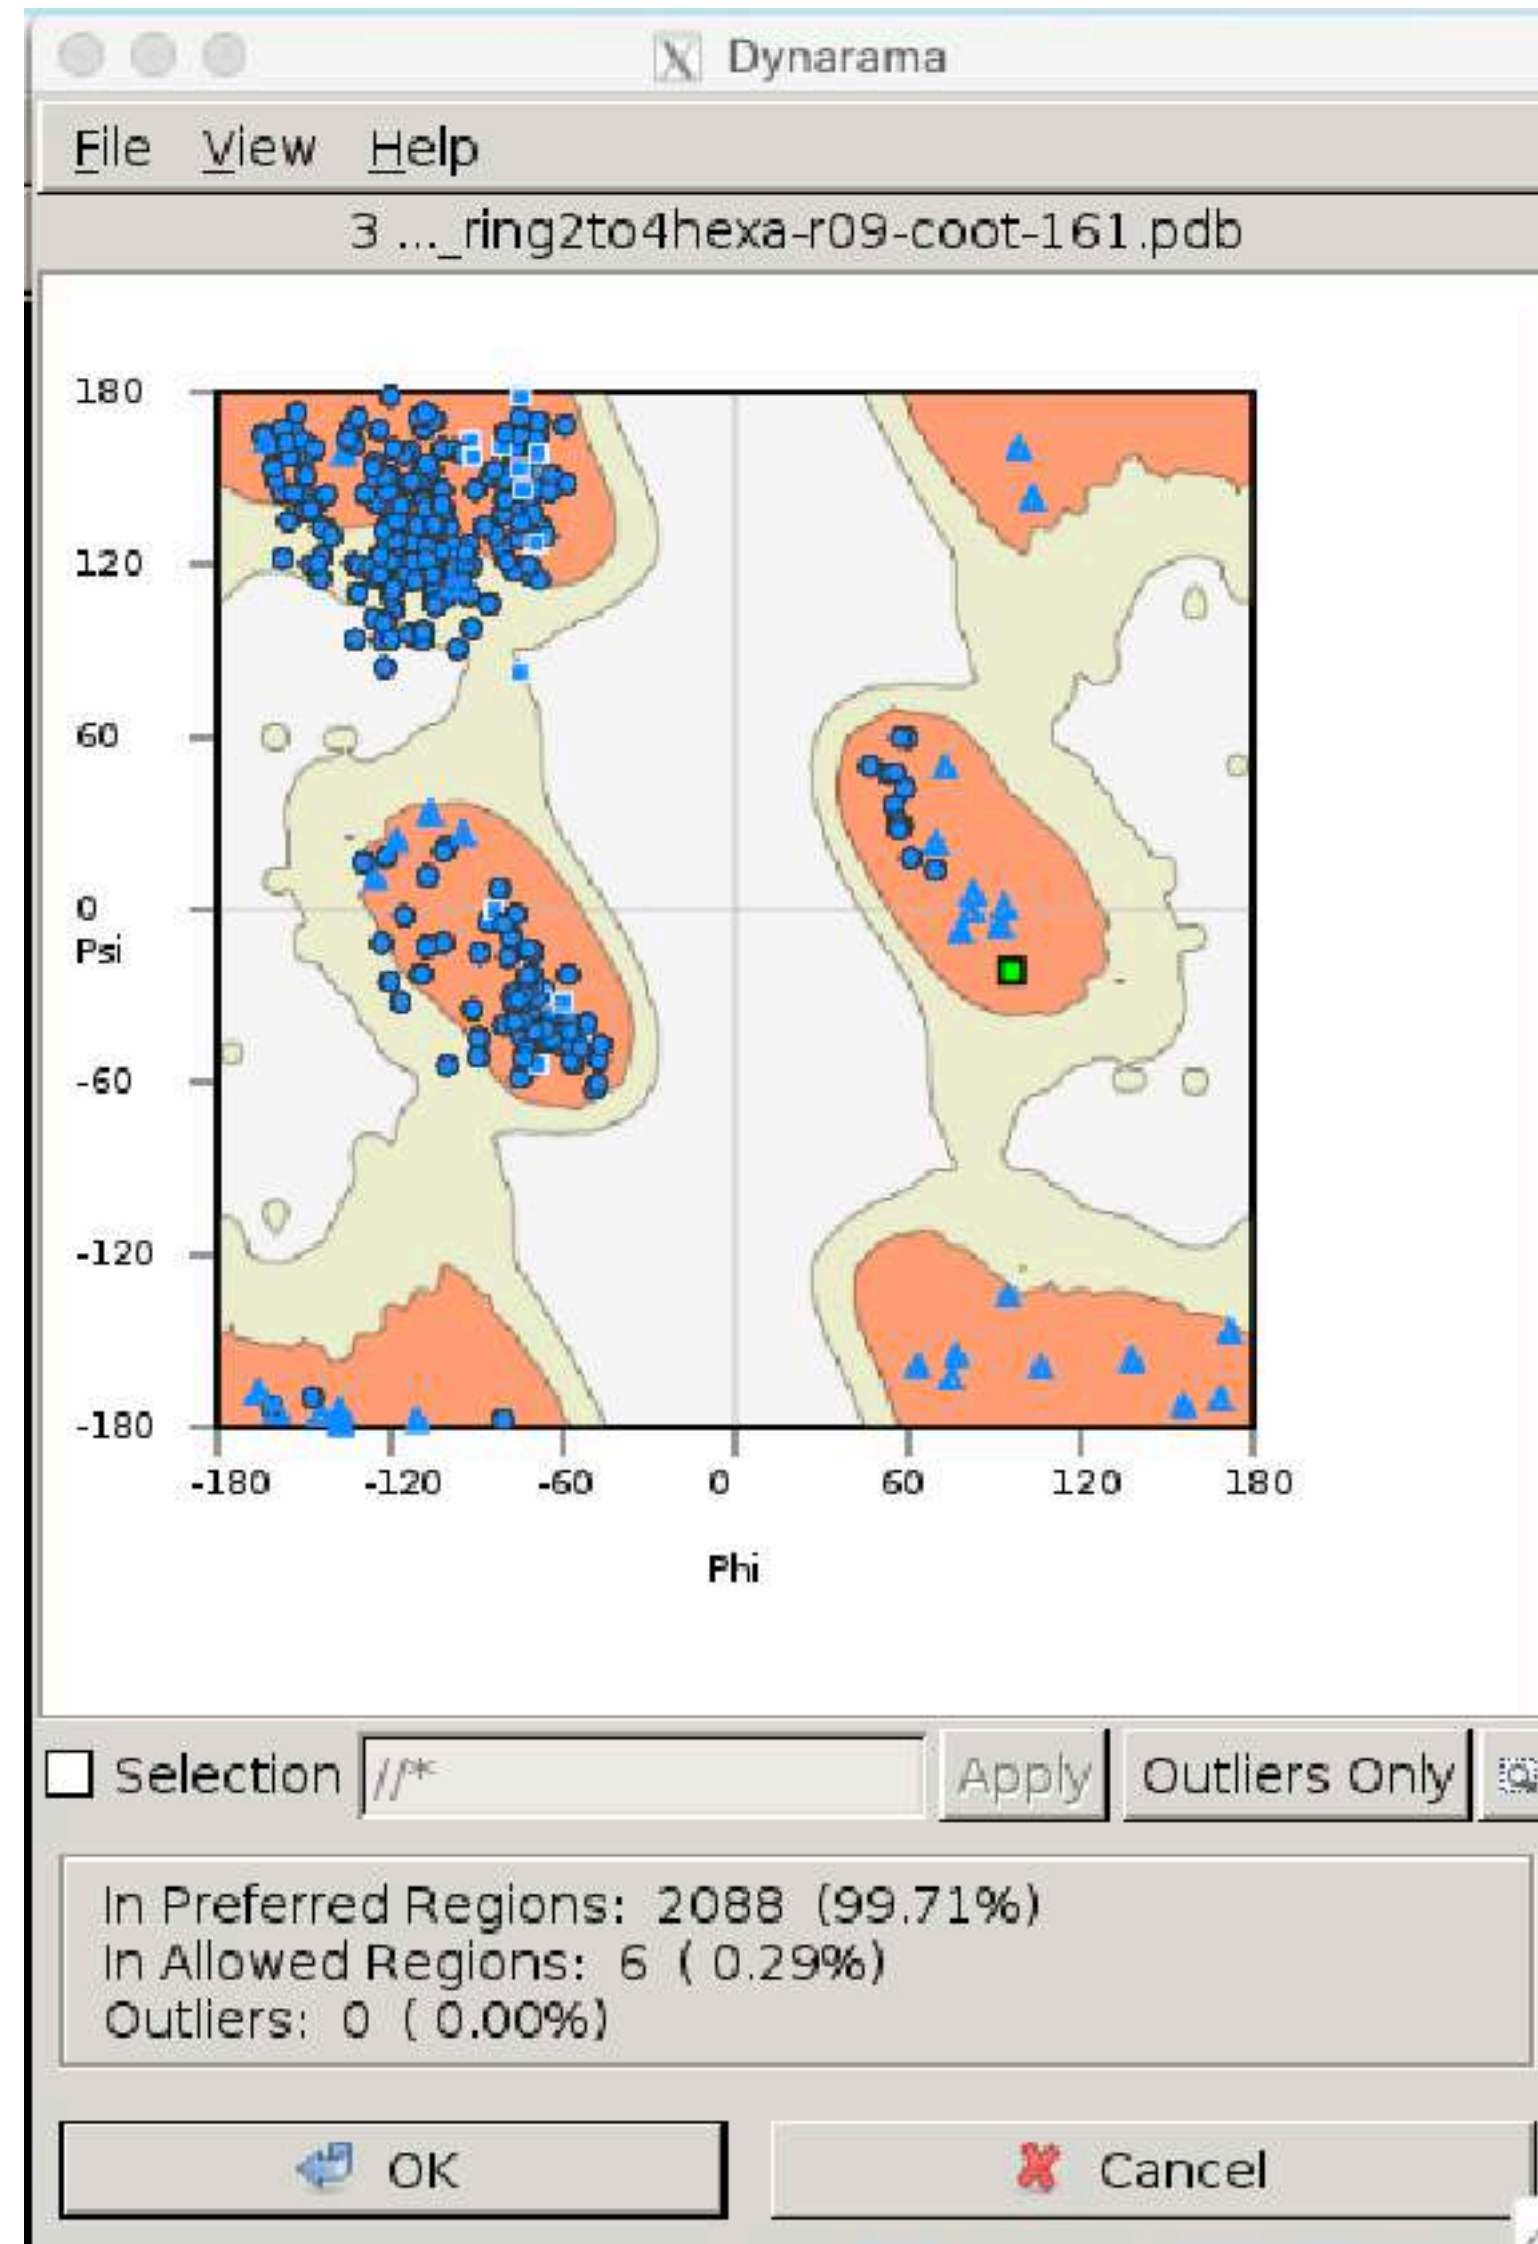 Dynarama
File View Help
3 ..._ring2to4hexa-r09-coot-161.pdb
180
120
60
0
Psi
-60
-120
-180
-180 -120 -60 0 60 120 180
Phi
Selection //* Apply Outliers Only
In Preferred Regions: 2088 (99.71%)
In Allowed Regions: 6 ( 0.29%)
Outliers: 0 ( 0.00%)
OK Cancel